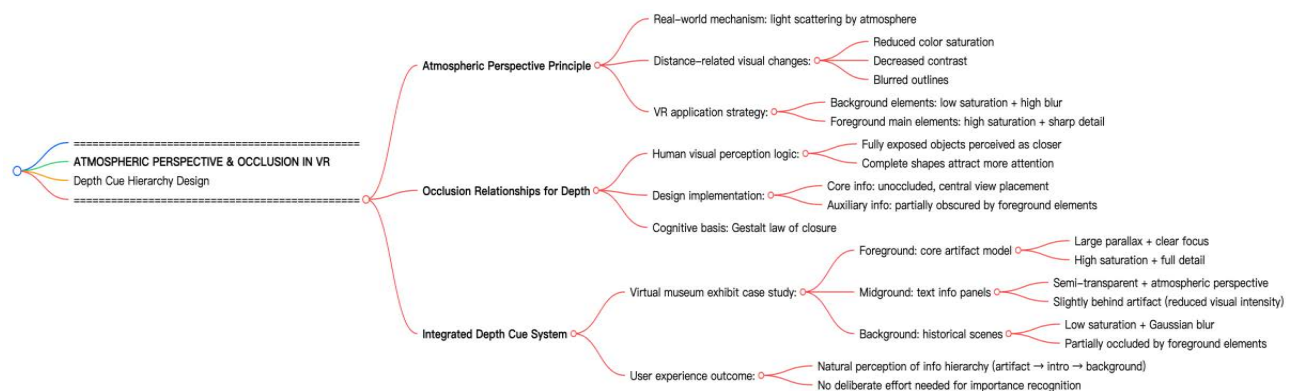 ============================================
ATMOSPHERIC PERSPECTIVE & OCCLUSION IN VR
Depth Cue Hierarchy Design
============================================
Atmospheric Perspective Principle
Real-world mechanism: light scattering by atmosphere
Distance-related visual changes:
Reduced color saturation
Decreased contrast
Blurred outlines
VR application strategy:
Background elements: low saturation + high blur
Foreground main elements: high saturation + sharp detail
Occlusion Relationships for Depth
Human visual perception logic:
Fully exposed objects perceived as closer
Complete shapes attract more attention
Design implementation:
Core info: unoccluded, central view placement
Auxiliary info: partially obscured by foreground elements
Cognitive basis: Gestalt law of closure
Integrated Depth Cue System
Virtual museum exhibit case study:
Foreground: core artifact model
Large parallax + clear focus
High saturation + full detail
Midground: text info panels
Semi-transparent + atmospheric perspective
Slightly behind artifact (reduced visual intensity)
Background: historical scenes
Low saturation + Gaussian blur
Partially occluded by foreground elements
User experience outcome:
Natural perception of info hierarchy (artifact → intro → background)
No deliberate effort needed for importance recognition